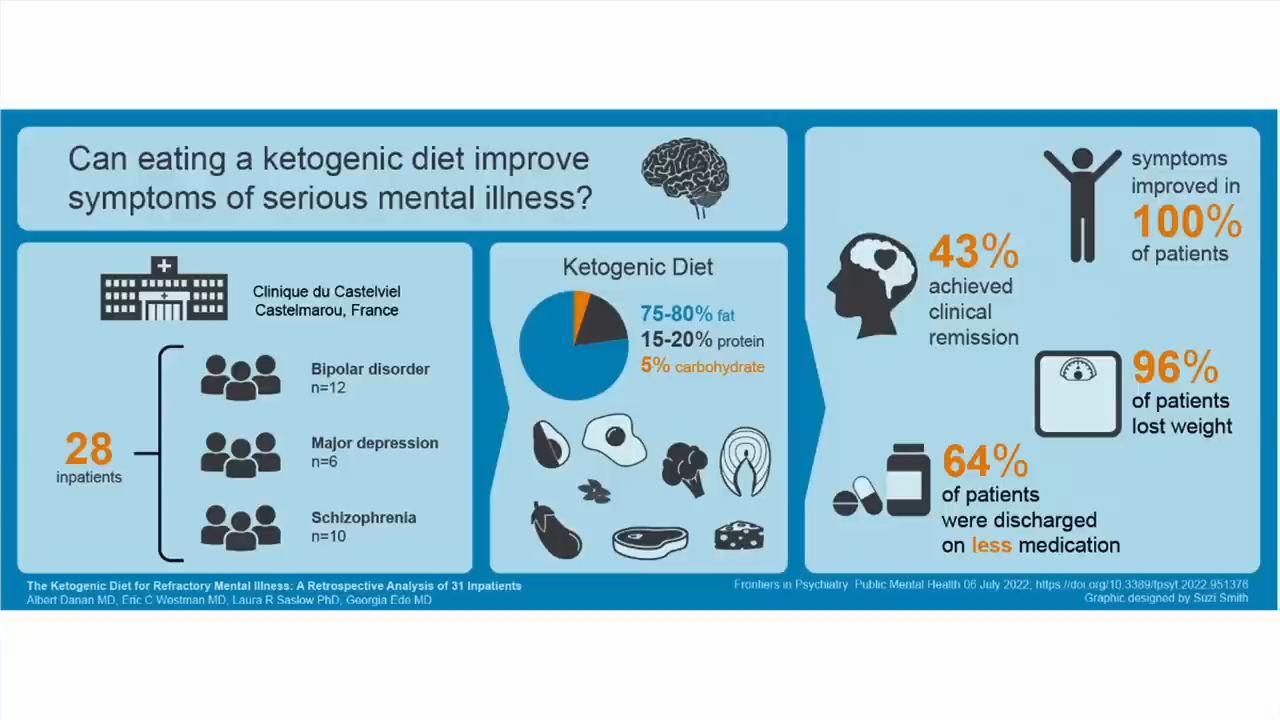 Can eating a ketogenic diet improve
symptoms of serious mental illness?
Clinique du Castelviel
Castelmarou, France
28
inpatients
Bipolar disorder
n=12
Major depression
n=6
Schizophrenia
n=10
Ketogenic Diet
75-80% fat
15-20% protein
5% carbohydrate
symptoms
improved in
100%
of patients
43%
achieved
clinical
remission
96%
of patients
lost weight
64%
of patients
were discharged
on less medication
The Ketogenic Diet for Refractory Mental Illness: A Retrospective Analysis of 31 Inpatients
Albert Danan MD, Eric C Westman MD, Laura R Saslow PhD, Georgia Ede MD
Frontiers in Psychiatry Public Mental Health 06 July 2022; https://doi.org/10.3389/fpsyt 2022.951376
Graphic designed by Suzi Smith